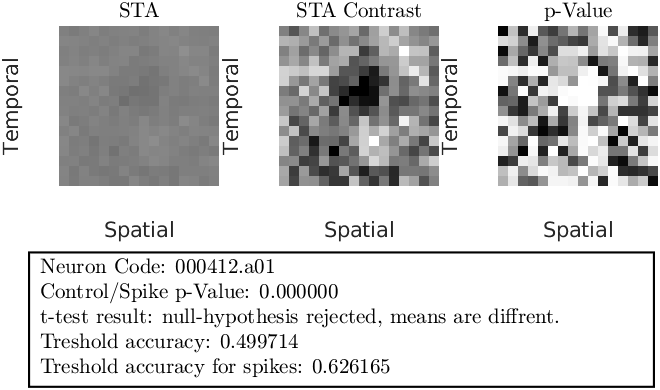 STA
STA Contrast
p-Value
Temporal
Temporal
Temporal
Spatial
Spatial
Spatial
Neuron Code: 000412.a01
Control/Spike p-Value: 0.000000
t-test result: null-hypothesis rejected, means are diffrent.
Treshold accuracy: 0.499714
Treshold accuracy for spikes: 0.626165